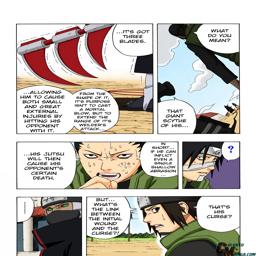 WHAT DO
YOU
MEAN?
...IT'S GOT
THREE
BLADES...
THAT
GIANT
SCYTHE
OF HIS...
FROM THE
SHAPE OF IT,
IT'S PURPOSE
ISN'T TO CAST
A MORTAL BLOW,
BUT TO EXTEND
THE RANGE OF
IT'S WIELDER'S
ATTACK...
...ALLOWING
HIM TO CAUSE
BOTH SMALL
AND GREAT
EXTERNAL
INJURIES BY
HITTING HIS
OPPONENT
WITH IT.
?
IN
SHORT...
IF HE CAN
INFLICT
EVEN A
SINGLE
SHALLOW
ABRASION
HIS JUTSU
WILL THEN
CAUSE HIS
OPPONENT'S
CERTAIN
DEATH.
THAT'S
HIS
CURSE?
BUT...
WHAT'S THE
LINK
BETWEEN THE
INITIAL
WOUND AND
THE CURSE?!